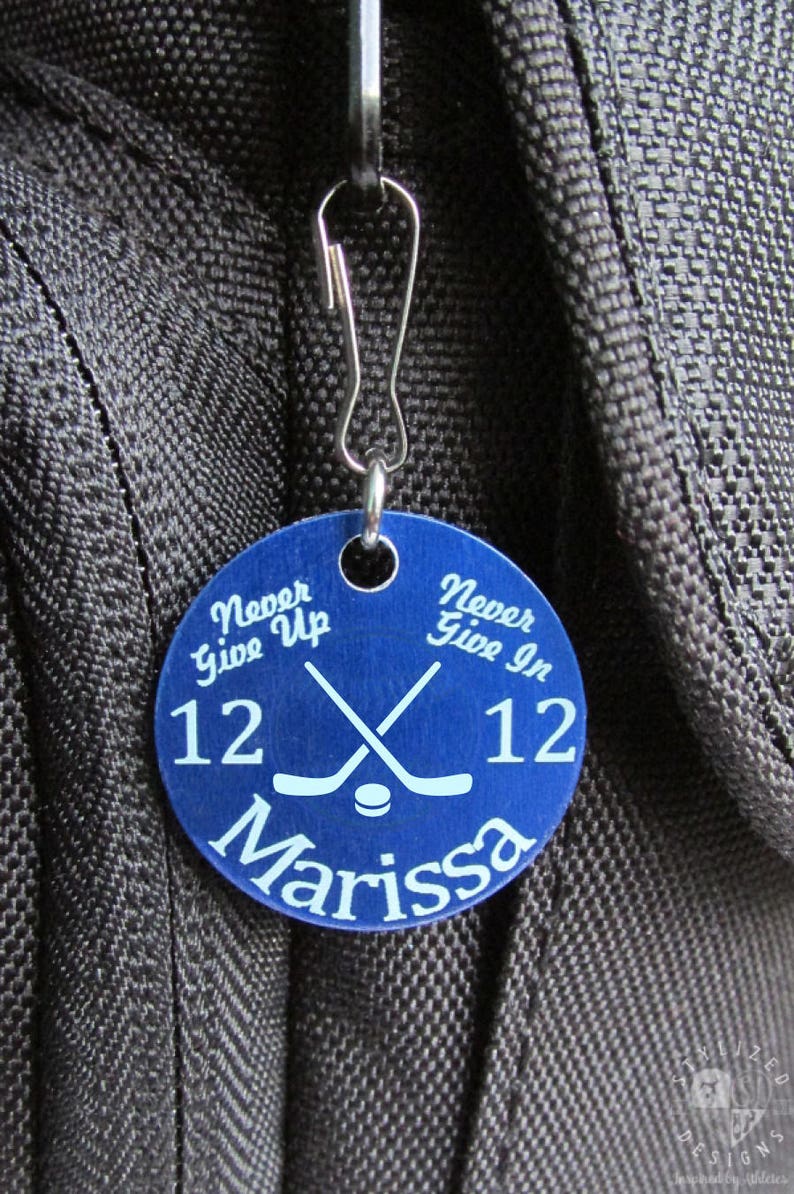 Never
Give Up
Never
Give In
12
12
Marissa
STYLIZED
DESIGNS
Inspired by Athletes